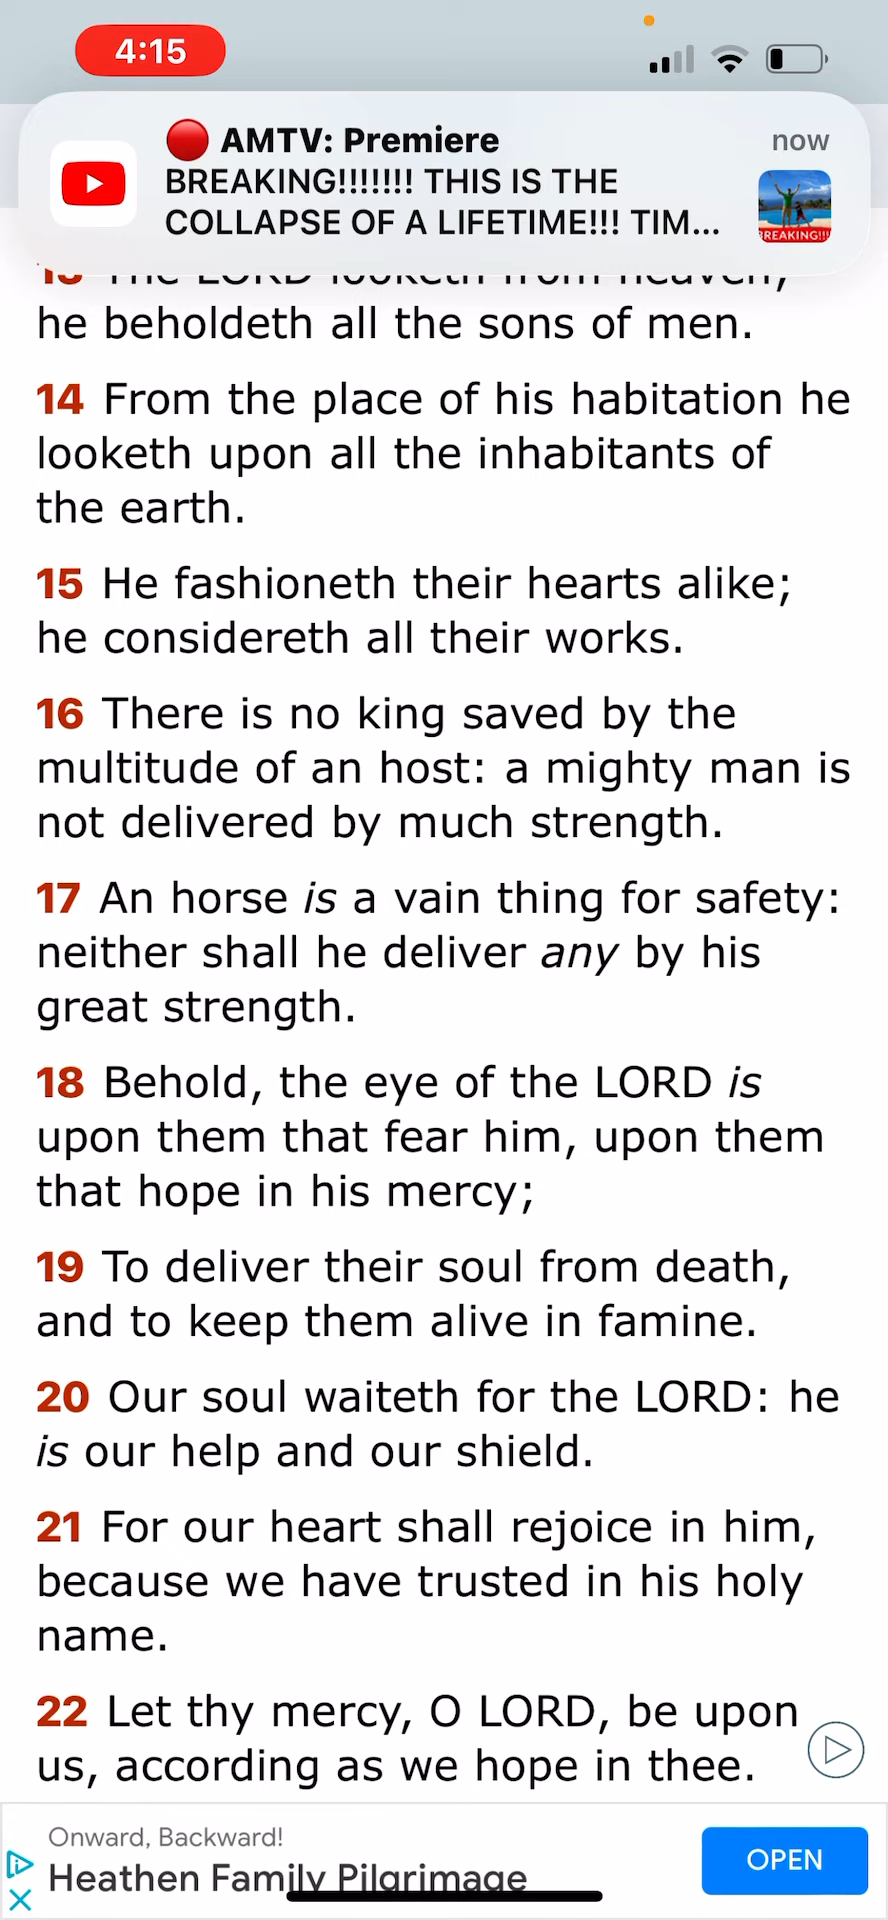 4:15
AMTV: Premiere
now
BREAKING!!!!!!! THIS IS THE
COLLAPSE OF A LIFETIME!!! TIM...
BREAKING!!!
13 The LORD looketh from heaven;
he beholdeth all the sons of men.
14 From the place of his habitation he
looketh upon all the inhabitants of
the earth.
15 He fashioneth their hearts alike;
he considereth all their works.
16 There is no king saved by the
multitude of an host: a mighty man is
not delivered by much strength.
17 An horse is a vain thing for safety:
neither shall he deliver any by his
great strength.
18 Behold, the eye of the LORD is
upon them that fear him, upon them
that hope in his mercy;
19 To deliver their soul from death,
and to keep them alive in famine.
20 Our soul waiteth for the LORD: he
is our help and our shield.
21 For our heart shall rejoice in him,
because we have trusted in his holy
name.
22 Let thy mercy, O LORD, be upon
us, according as we hope in thee.
Onward, Backward!
Heathen Family Pilgrimage
OPEN